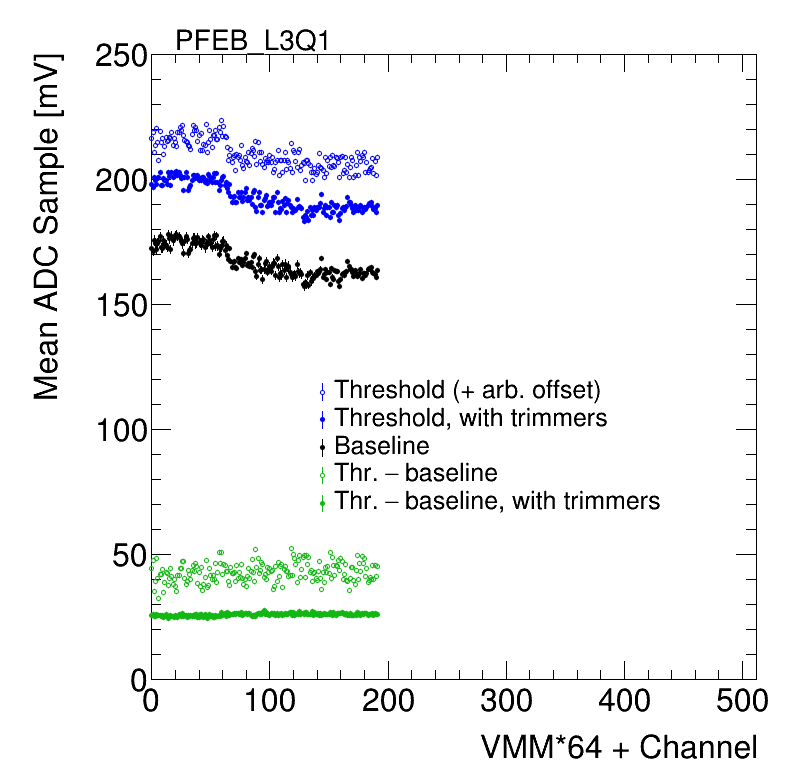 PFEB_L3Q1
Mean ADC Sample [mV]
250
200
150
100
50
0
Threshold (+ arb. offset)
Threshold, with trimmers
Baseline
Thr. – baseline
Thr. – baseline, with trimmers
0 100 200 300 400 500
VMM*64 + Channel